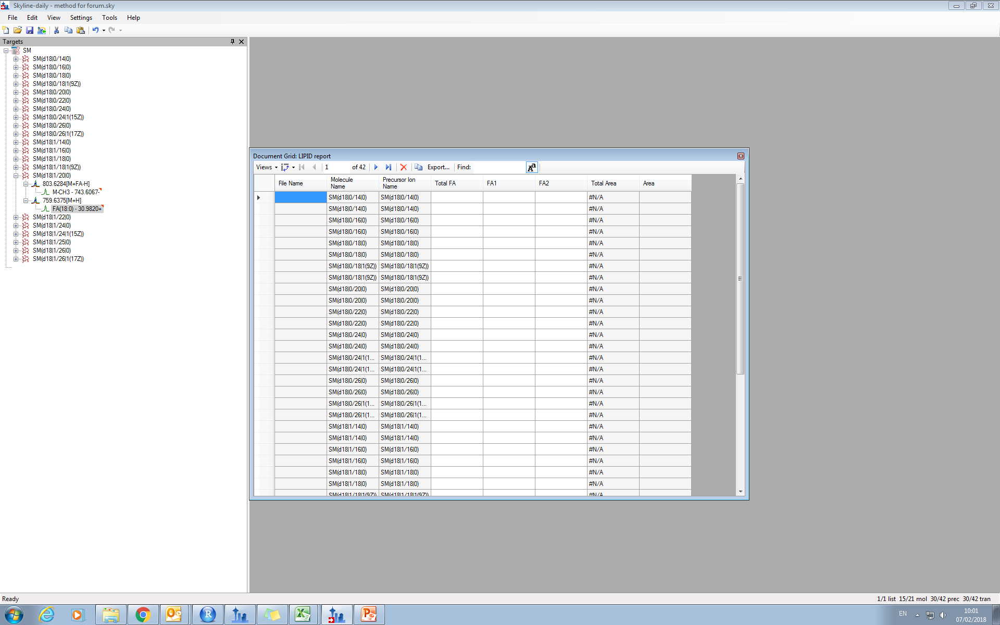 Skyline-daily - method for forum.sky
File Edit View Settings Tools Help
Targets
SM
SM(d18|0/14|0)
SM(d18|0/16|0)
SM(d18|0/18|0)
SM(d18|0/18|1(9Z))
SM(d18|0/20|0)
SM(d18|0/22|0)
SM(d18|0/24|0)
SM(d18|0/24|1(15Z))
SM(d18|0/26|0)
SM(d18|0/26|1(17Z))
SM(d18|1/14|0)
SM(d18|1/16|0)
SM(d18|1/18|0)
SM(d18|1/18|1(9Z))
SM(d18|1/20|0)
803.6284[M+FA-H]
M-CH3 - 743.6067-
759.6375[M+H]
FA(18:0) - 30.9820+
SM(d18|1/22|0)
SM(d18|1/24|0)
SM(d18|1/24|1(15Z))
SM(d18|1/25|0)
SM(d18|1/26|0)
SM(d18|1/26|1(17Z))
Document Grid: LIPID report
Views 1 of 42 Export... Find: Aa
File Name Molecule Name Precursor Ion Name Total FA FA1 FA2 Total Area Area
SM(d18|0/14|0) SM(d18|0/14|0) #N/A
SM(d18|0/14|0) SM(d18|0/14|0) #N/A
SM(d18|0/16|0) SM(d18|0/16|0) #N/A
SM(d18|0/16|0) SM(d18|0/16|0) #N/A
SM(d18|0/18|0) SM(d18|0/18|0) #N/A
SM(d18|0/18|0) SM(d18|0/18|0) #N/A
SM(d18|0/18|1(9Z)) SM(d18|0/18|1(9Z)) #N/A
SM(d18|0/18|1(9Z)) SM(d18|0/18|1(9Z)) #N/A
SM(d18|0/20|0) SM(d18|0/20|0) #N/A
SM(d18|0/20|0) SM(d18|0/20|0) #N/A
SM(d18|0/22|0) SM(d18|0/22|0) #N/A
SM(d18|0/22|0) SM(d18|0/22|0) #N/A
SM(d18|0/24|0) SM(d18|0/24|0) #N/A
SM(d18|0/24|0) SM(d18|0/24|0) #N/A
SM(d18|0/24|1(1... SM(d18|0/24|1(1... #N/A
SM(d18|0/24|1(1... SM(d18|0/24|1(1... #N/A
SM(d18|0/26|0) SM(d18|0/26|0) #N/A
SM(d18|0/26|0) SM(d18|0/26|0) #N/A
SM(d18|0/26|1(1... SM(d18|0/26|1(1... #N/A
SM(d18|0/26|1(1... SM(d18|0/26|1(1... #N/A
SM(d18|1/14|0) SM(d18|1/14|0) #N/A
SM(d18|1/14|0) SM(d18|1/14|0) #N/A
SM(d18|1/16|0) SM(d18|1/16|0) #N/A
SM(d18|1/16|0) SM(d18|1/16|0) #N/A
SM(d18|1/18|0) SM(d18|1/18|0) #N/A
SM(d18|1/18|0) SM(d18|1/18|0) #N/A
SM(d18|1/18|1(9Z)) SM(d18|1/18|1(9Z)) #N/A
Ready 1/1 list 15/21 mol 30/42 prec 30/42 tran
EN 10:01
07/02/2018